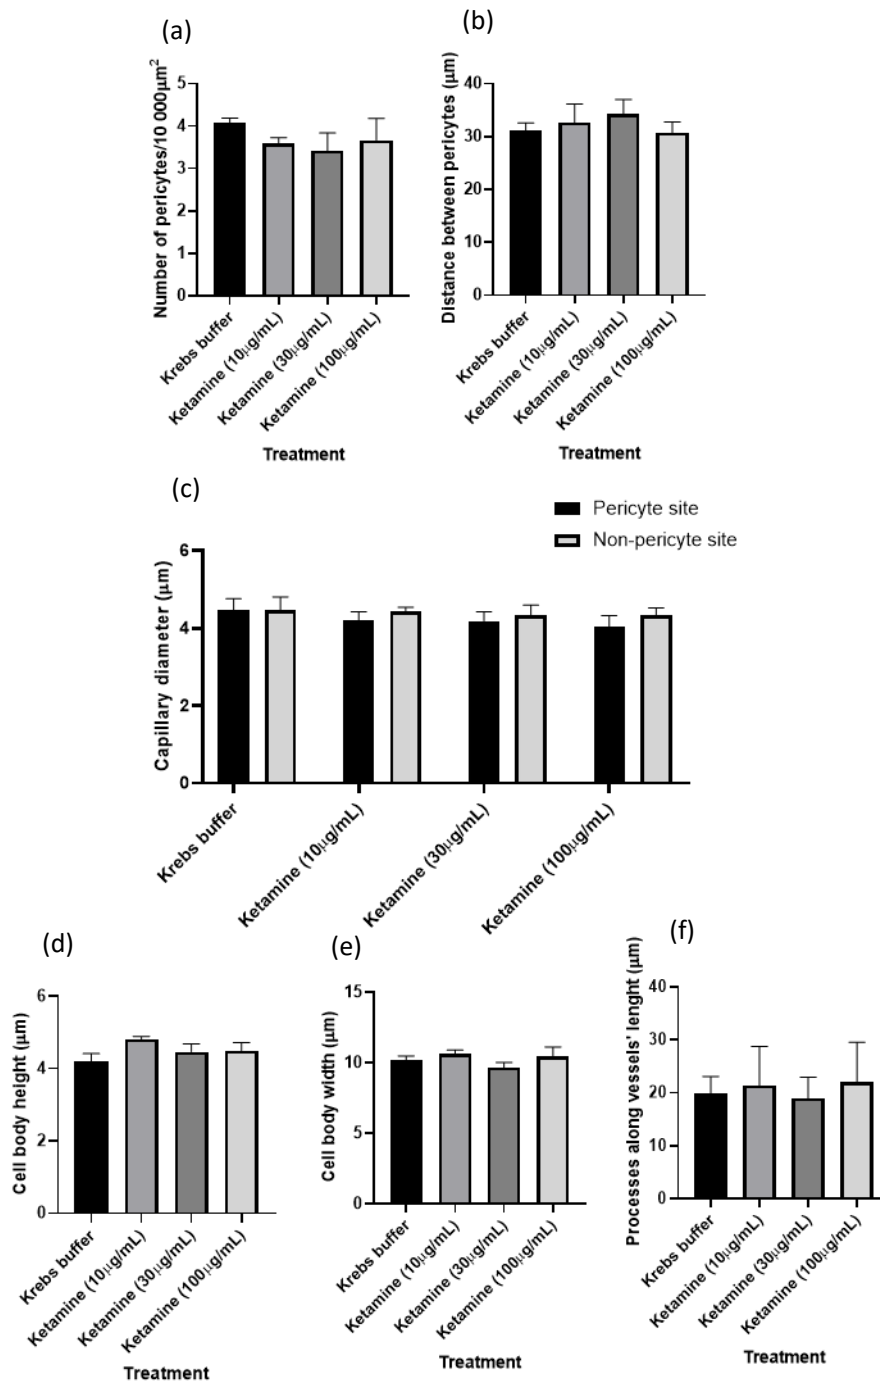 (a)
Number of pericytes/10 000μm²
5
4
3
2
1
0
Krebs buffer
Ketamine (10μg/mL)
Ketamine (30μg/mL)
Ketamine (100μg/mL)
Treatment
(b)
Distance between pericytes (μm)
40
30
20
10
0
Krebs buffer
Ketamine (10μg/mL)
Ketamine (30μg/mL)
Ketamine (100μg/mL)
Treatment
(c)
Pericyte site
Non-pericyte site
Capillary diameter (μm)
6
4
2
0
Krebs buffer
Ketamine (10μg/mL)
Ketamine (30μg/mL)
Ketamine (100μg/mL)
(d)
Cell body height (μm)
6
4
2
0
Krebs buffer
Ketamine (10μg/mL)
Ketamine (30μg/mL)
Ketamine (100μg/mL)
Treatment
(e)
Cell body width (μm)
15
10
5
0
Krebs buffer
Ketamine (10μg/mL)
Ketamine (30μg/mL)
Ketamine (100μg/mL)
Treatment
(f)
Processes along vessels' lenght (μm)
40
30
20
10
0
Krebs buffer
Ketamine (10μg/mL)
Ketamine (30μg/mL)
Ketamine (100μg/mL)
Treatment